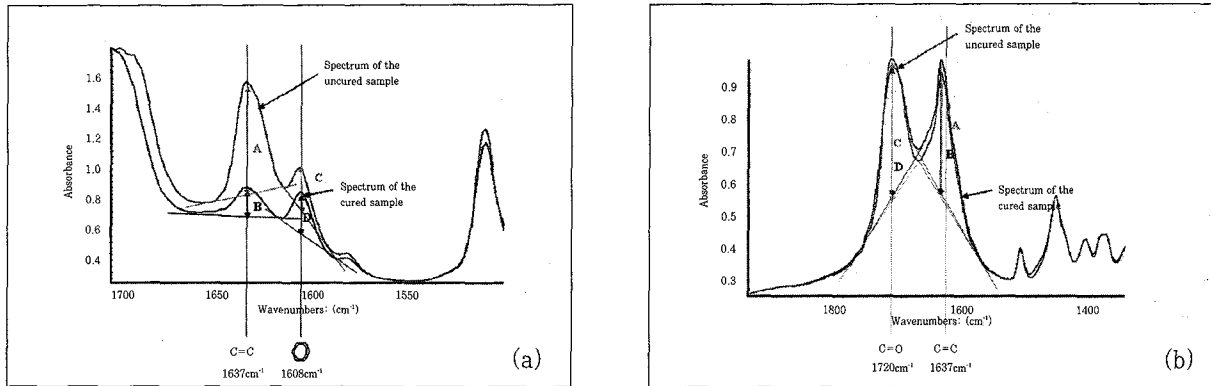 Spectrum of the
uncured sample
1.6
1.4
1.2
1.0
0.8
0.6
0.4
Absorbance
A
B
C
D
Spectrum of the
cured sample
1700
1650
1600
1550
Wavenumbers: (cm⁻¹)
C=C
1637cm⁻¹
1608cm⁻¹
(a)
Spectrum of the
uncured sample
0.9
0.8
0.7
0.6
0.5
0.4
0.3
Absorbance
C
D
A
B
Spectrum of the
cured sample
1800
1600
1400
Wavenumbers: (cm⁻¹)
C=O
C=C
1720cm⁻¹
1637cm⁻¹
(b)